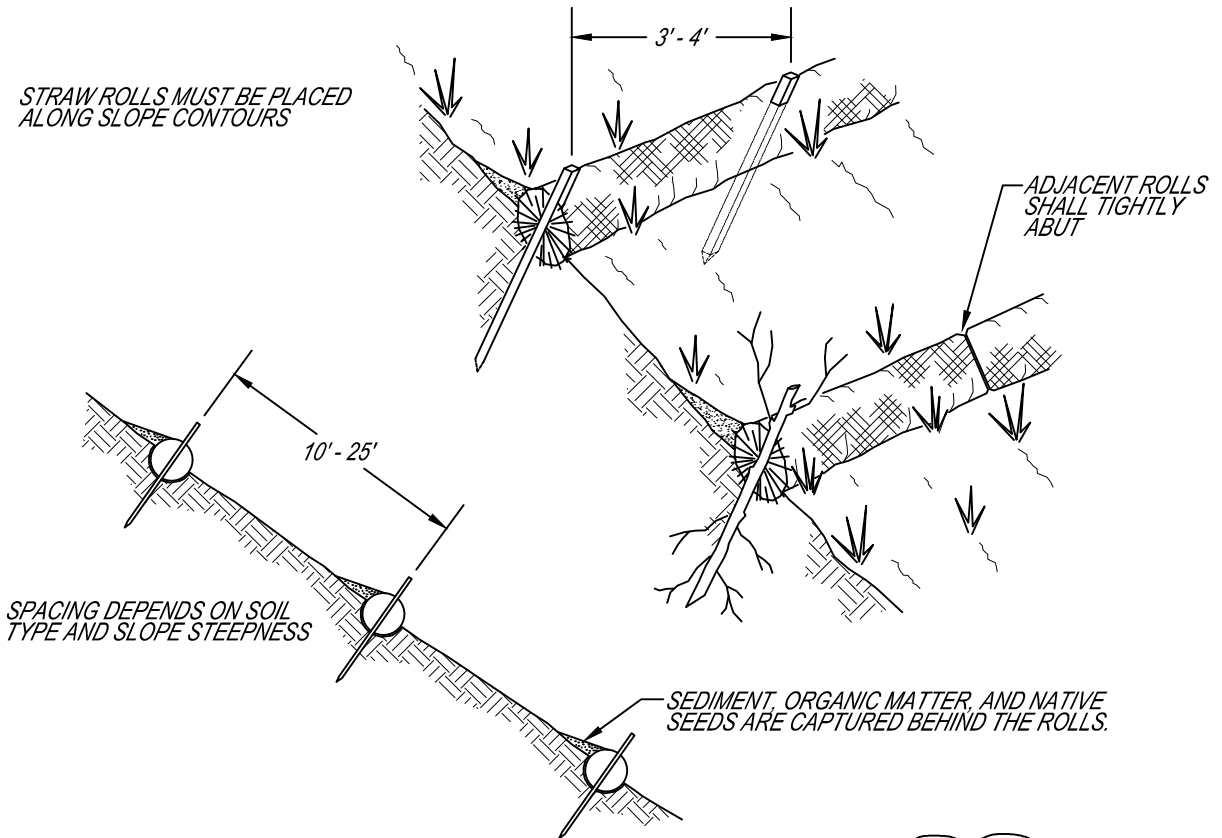 3' - 4'
STRAW ROLLS MUST BE PLACED
ALONG SLOPE CONTOURS
ADJACENT ROLLS
SHALL TIGHTLY
ABUT
10' - 25'
SPACING DEPENDS ON SOIL
TYPE AND SLOPE STEEPNESS
SEDIMENT, ORGANIC MATTER, AND NATIVE
SEEDS ARE CAPTURED BEHIND THE ROLLS.